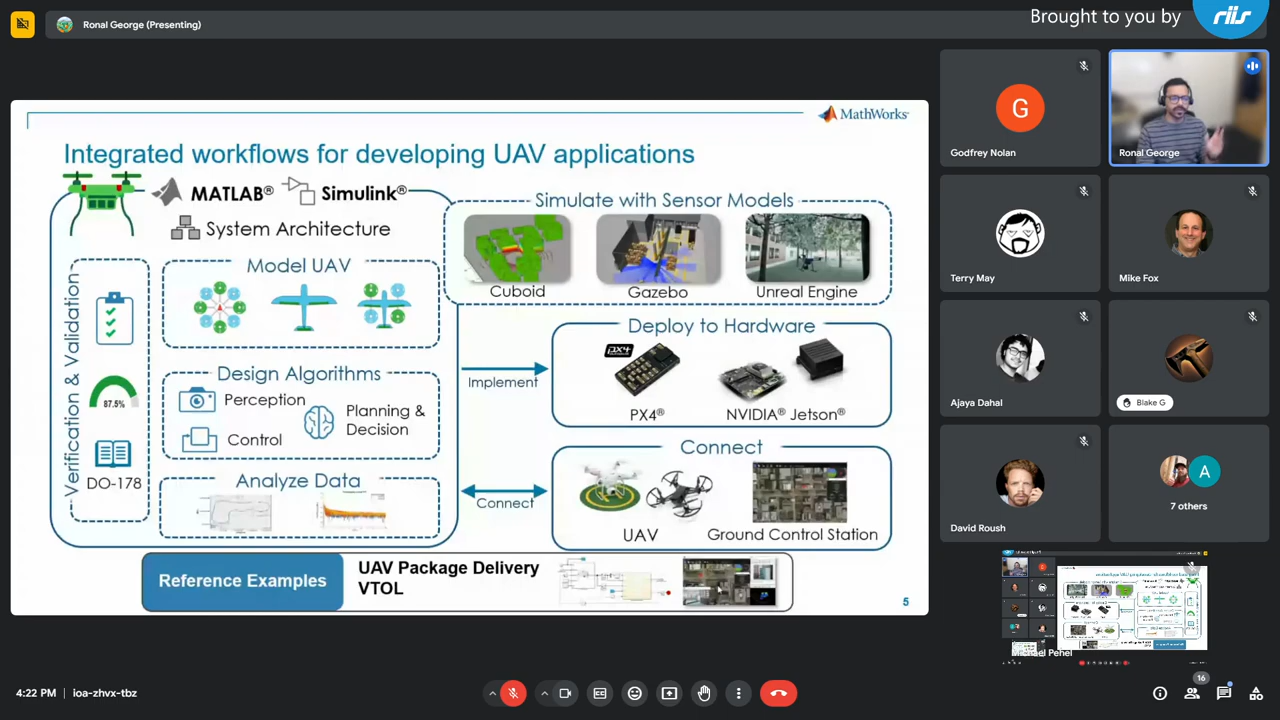 Ronal George (Presenting)
Brought to you by
riis
MathWorks®
Integrated workflows for developing UAV applications
MATLAB®
Simulink®
System Architecture
Verification & Validation
87.5%
DO-178
Model UAV
Design Algorithms
Perception
Control
Planning &
Decision
Analyze Data
Simulate with Sensor Models
Cuboid
Gazebo
Unreal Engine
Implement
Deploy to Hardware
PX4
PX4®
NVIDIA® Jetson®
Connect
Connect
UAV
Ground Control Station
Reference Examples
UAV Package Delivery
VTOL
5
G
Godfrey Nolan
Ronal George
Terry May
Mike Fox
Ajaya Dahal
Blake G
David Roush
A
7 others
Michael Pehel
4:22 PM
ioa-zhvx-tbz
CC
16